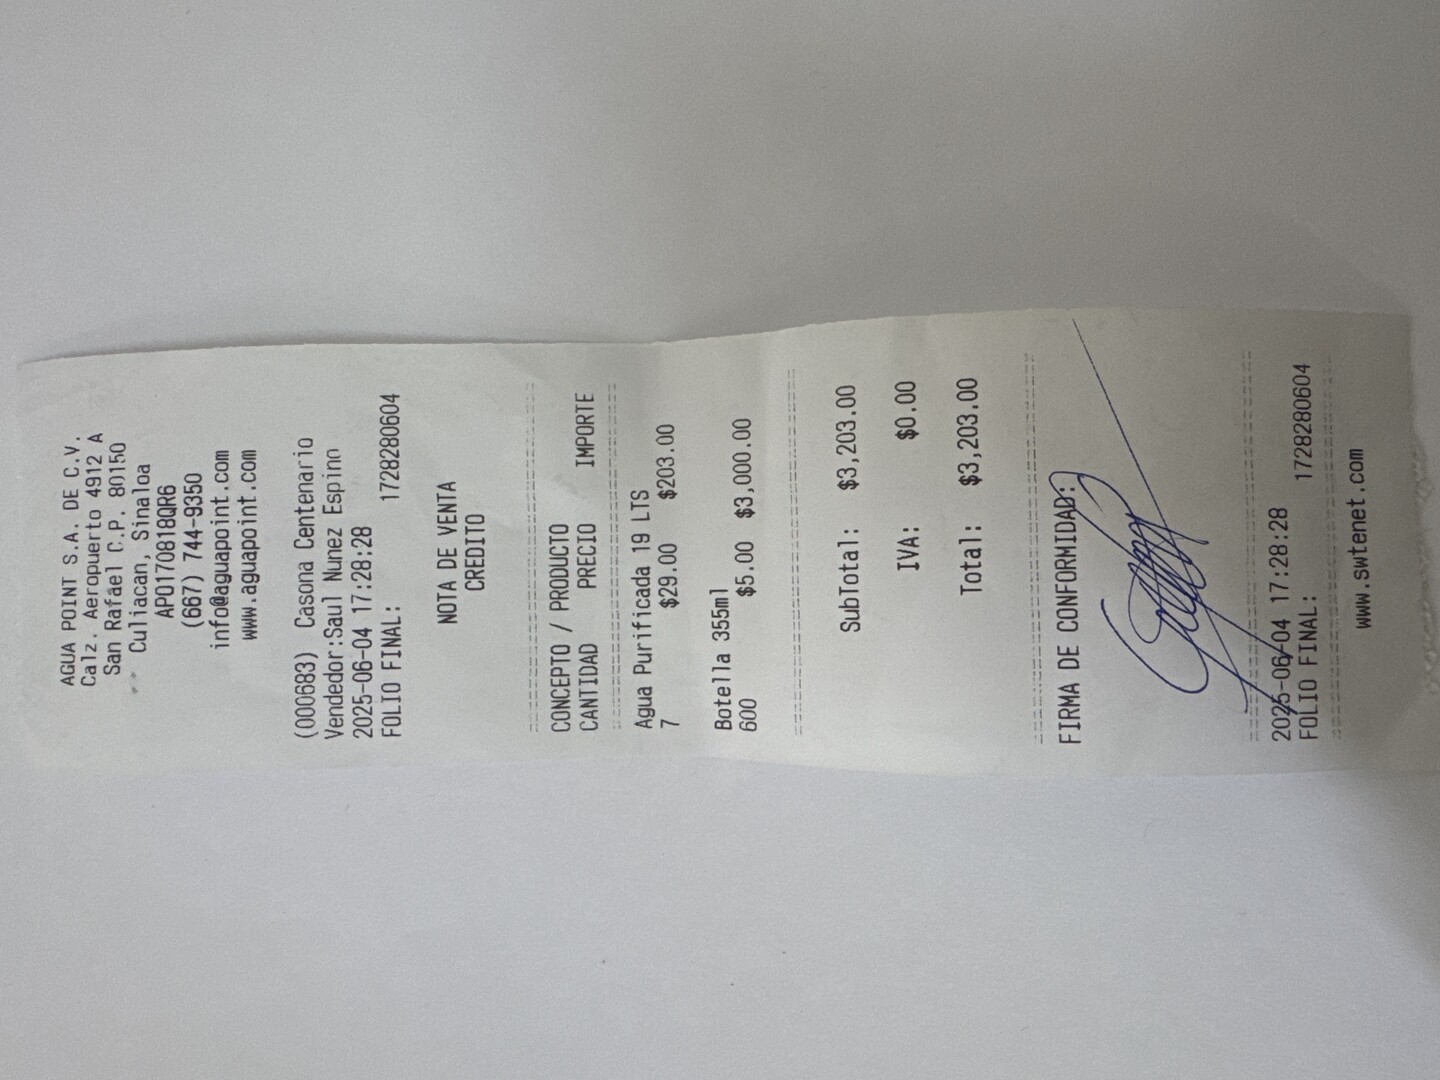 AGUA POINT S.A. DE C.V.
Calz. Aeropuerto 4912 A
San Rafael C.P. 80150
Culiacan, Sinaloa
APO170818QR6
(667) 744-9350
info@aguapoint.com
www.aguapoint.com
(000683) Casona Centenario
Vendedor:Saul Nunez Espino
2025-06-04 17:28:28
FOLIO FINAL: 1728280604
NOTA DE VENTA
CREDITO
CONCEPTO / PRODUCTO
CANTIDAD PRECIO IMPORTE
Agua Purificada 19 LTS
7 $29.00 $203.00
Botella 355ml
600 $5.00 $3,000.00
SubTotal: $3,203.00
IVA: $0.00
Total: $3,203.00
FIRMA DE CONFORMIDAD:
2025-06-04 17:28:28
FOLIO FINAL: 1728280604
www.swtenet.com